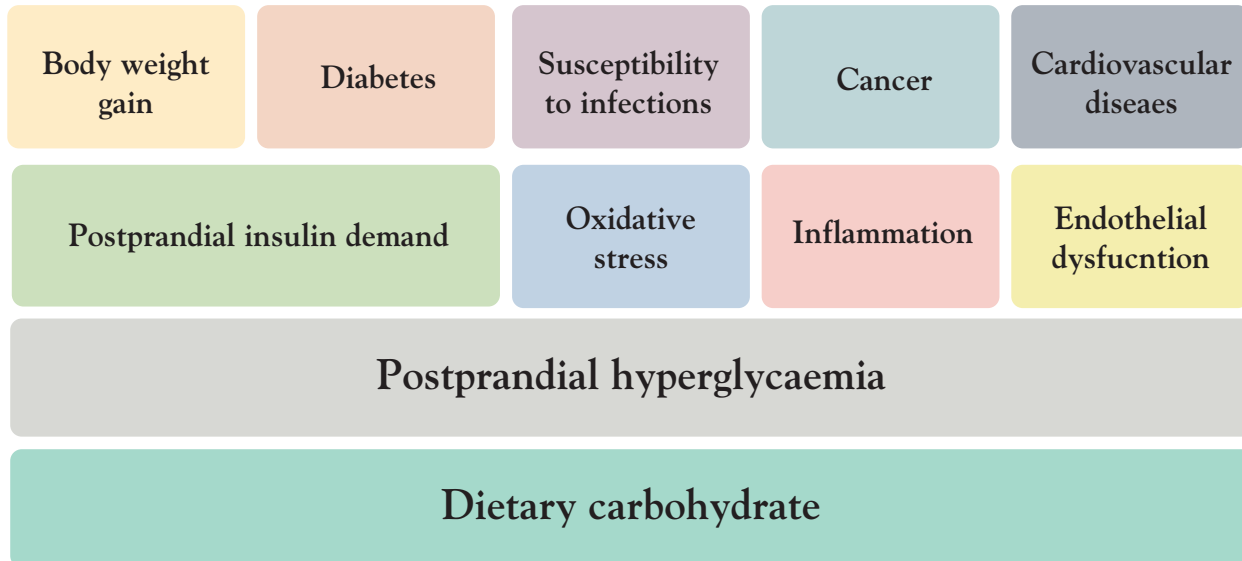 Body weight
gain
Diabetes
Susceptibility
to infections
Cancer
Cardiovascular
diseaes
Postprandial insulin demand
Oxidative
stress
Inflammation
Endothelial
dysfucntion
Postprandial hyperglycaemia
Dietary carbohydrate